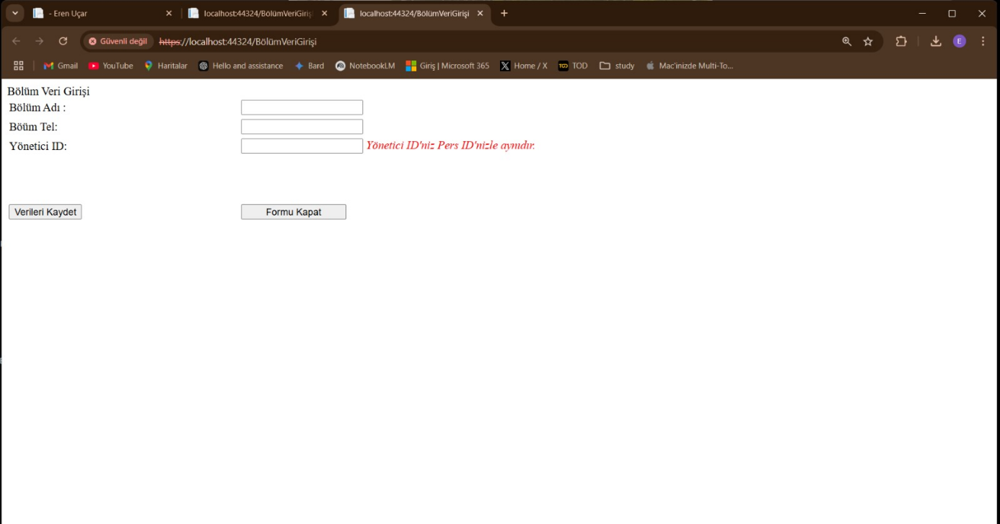 - Eren Uçar
localhost:44324/BölümVeriGiriş
localhost:44324/BölümVeriGirişi
Güvenli değil https://localhost:44324/BölümVeriGirişi
E
Gmail YouTube Haritalar Hello and assistance Bard NotebookLM Giriş | Microsoft 365 Home / X TOD TOD study Mac'inizde Multi-To...
Bölüm Veri Girişi
Bölüm Adı :
Böüm Tel:
Yönetici ID: Yönetici ID'niz Pers ID'nizle aynıdır.
Verileri Kaydet Formu Kapat